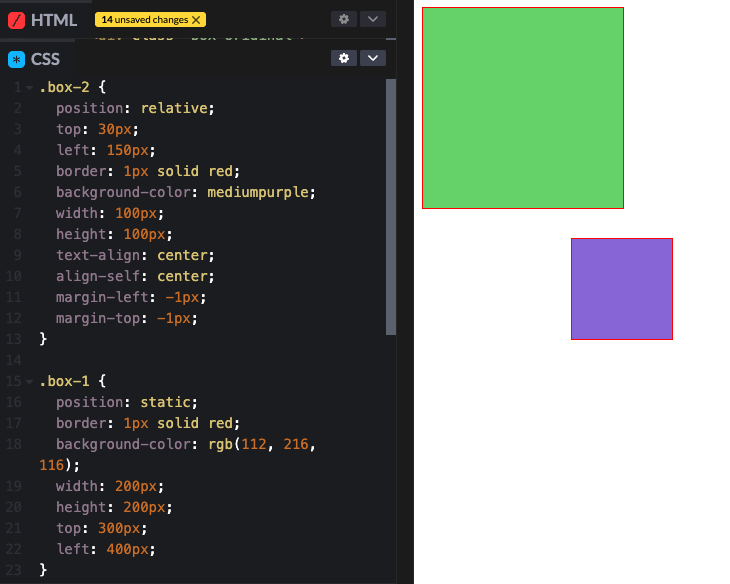 HTML
14 unsaved changes ×
CSS
1 .box-2 {
2 position: relative;
3 top: 30px;
4 left: 150px;
5 border: 1px solid red;
6 background-color: mediumpurple;
7 width: 100px;
8 height: 100px;
9 text-align: center;
10 align-self: center;
11 margin-left: -1px;
12 margin-top: -1px;
13 }
14
15 .box-1 {
16 position: static;
17 border: 1px solid red;
18 background-color: rgb(112, 216,
116);
19 width: 200px;
20 height: 200px;
21 top: 300px;
22 left: 400px;
23 }